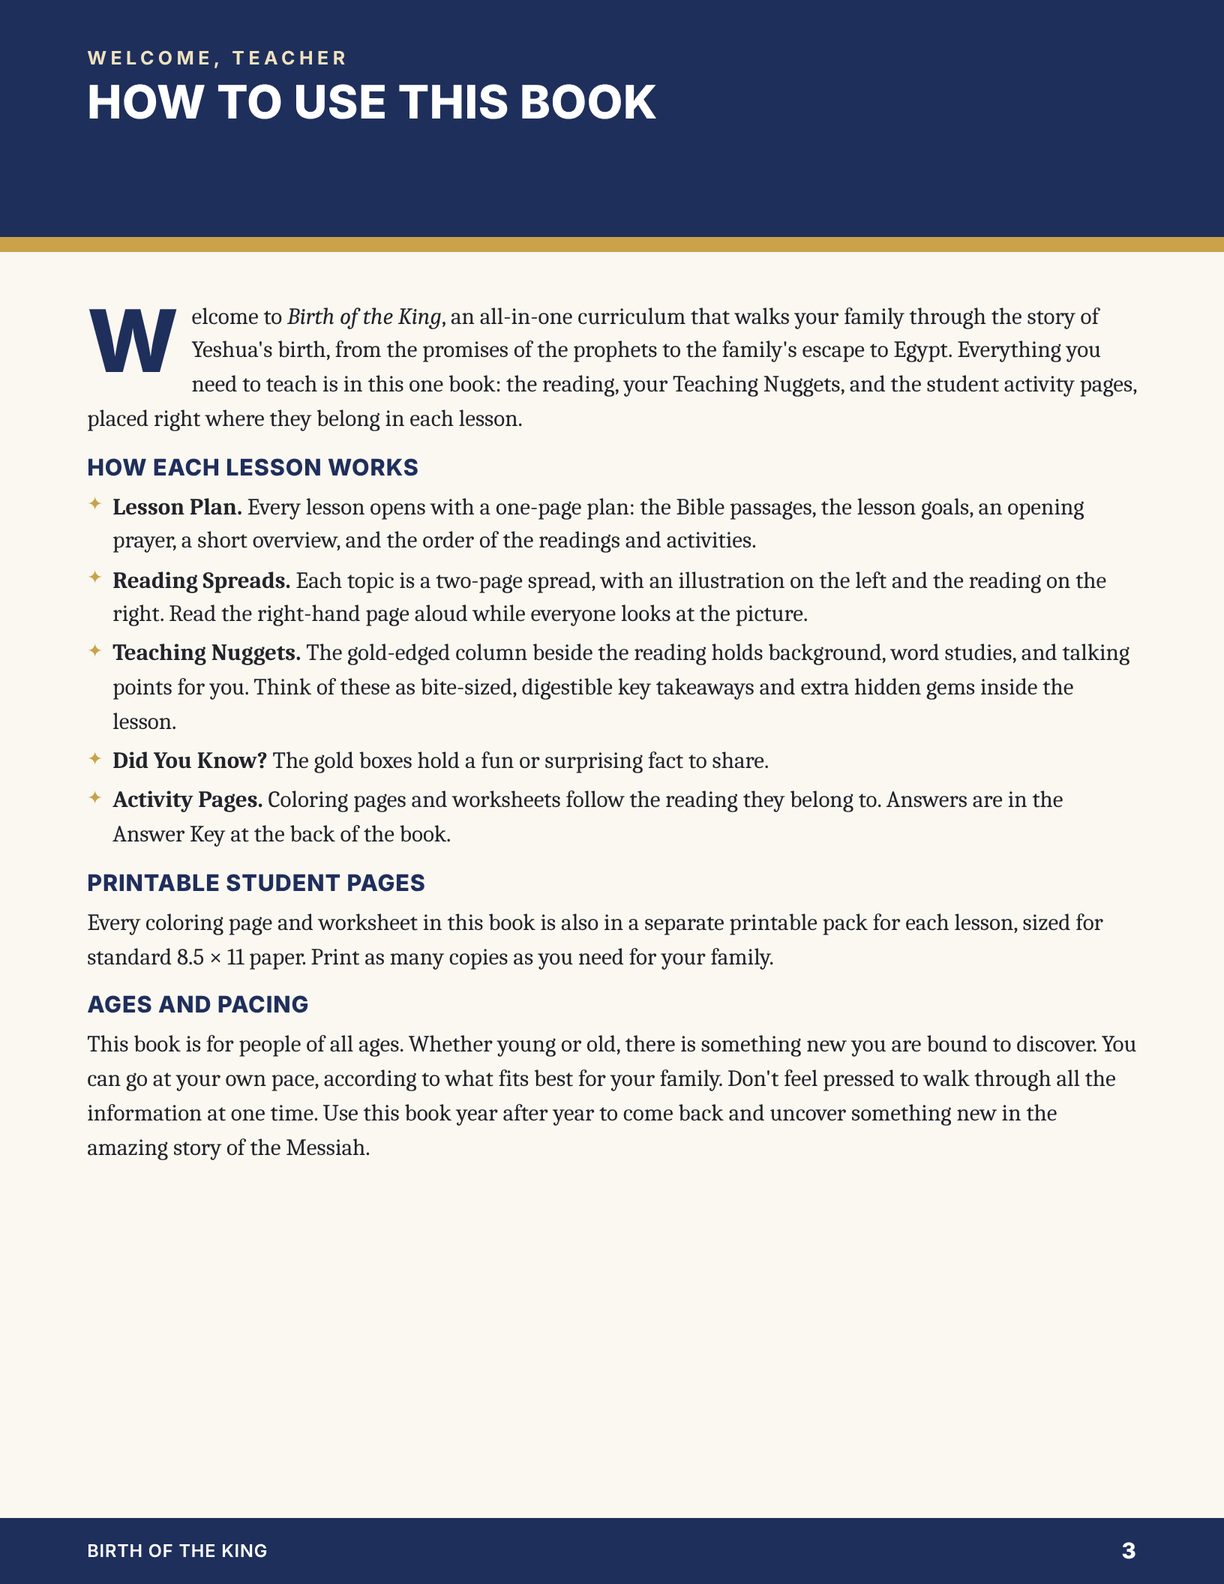 WELCOME, TEACHER
HOW TO USE THIS BOOK
Welcome to Birth of the King, an all-in-one curriculum that walks your family through the story of
Yeshua's birth, from the promises of the prophets to the family's escape to Egypt. Everything you
need to teach is in this one book: the reading, your Teaching Nuggets, and the student activity pages,
placed right where they belong in each lesson.
HOW EACH LESSON WORKS
✦ Lesson Plan. Every lesson opens with a one-page plan: the Bible passages, the lesson goals, an opening
prayer, a short overview, and the order of the readings and activities.
✦ Reading Spreads. Each topic is a two-page spread, with an illustration on the left and the reading on the
right. Read the right-hand page aloud while everyone looks at the picture.
✦ Teaching Nuggets. The gold-edged column beside the reading holds background, word studies, and talking
points for you. Think of these as bite-sized, digestible key takeaways and extra hidden gems inside the
lesson.
✦ Did You Know? The gold boxes hold a fun or surprising fact to share.
✦ Activity Pages. Coloring pages and worksheets follow the reading they belong to. Answers are in the
Answer Key at the back of the book.
PRINTABLE STUDENT PAGES
Every coloring page and worksheet in this book is also in a separate printable pack for each lesson, sized for
standard 8.5 × 11 paper. Print as many copies as you need for your family.
AGES AND PACING
This book is for people of all ages. Whether young or old, there is something new you are bound to discover. You
can go at your own pace, according to what fits best for your family. Don't feel pressed to walk through all the
information at one time. Use this book year after year to come back and uncover something new in the
amazing story of the Messiah.
BIRTH OF THE KING
3